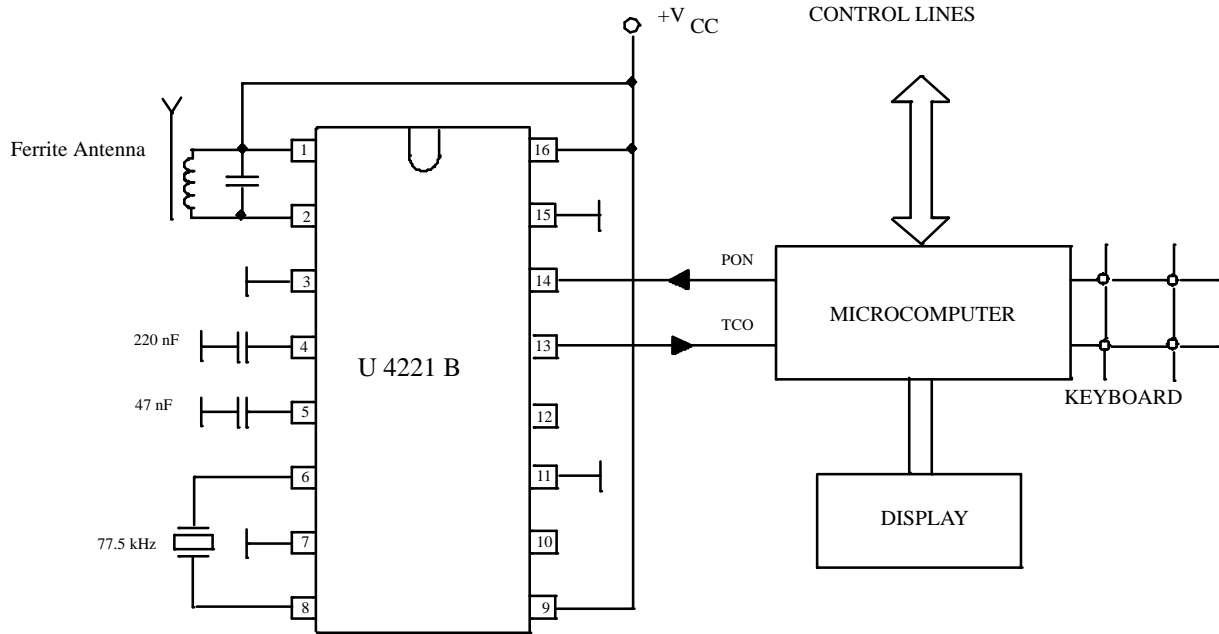 +V CC
CONTROL LINES
Ferrite Antenna
1
16
2
15
3
14
PON
MICROCOMPUTER
220 nF
4
13
TCO
U 4221 B
47 nF
5
12
KEYBOARD
6
11
DISPLAY
77.5 kHz
7
10
8
9